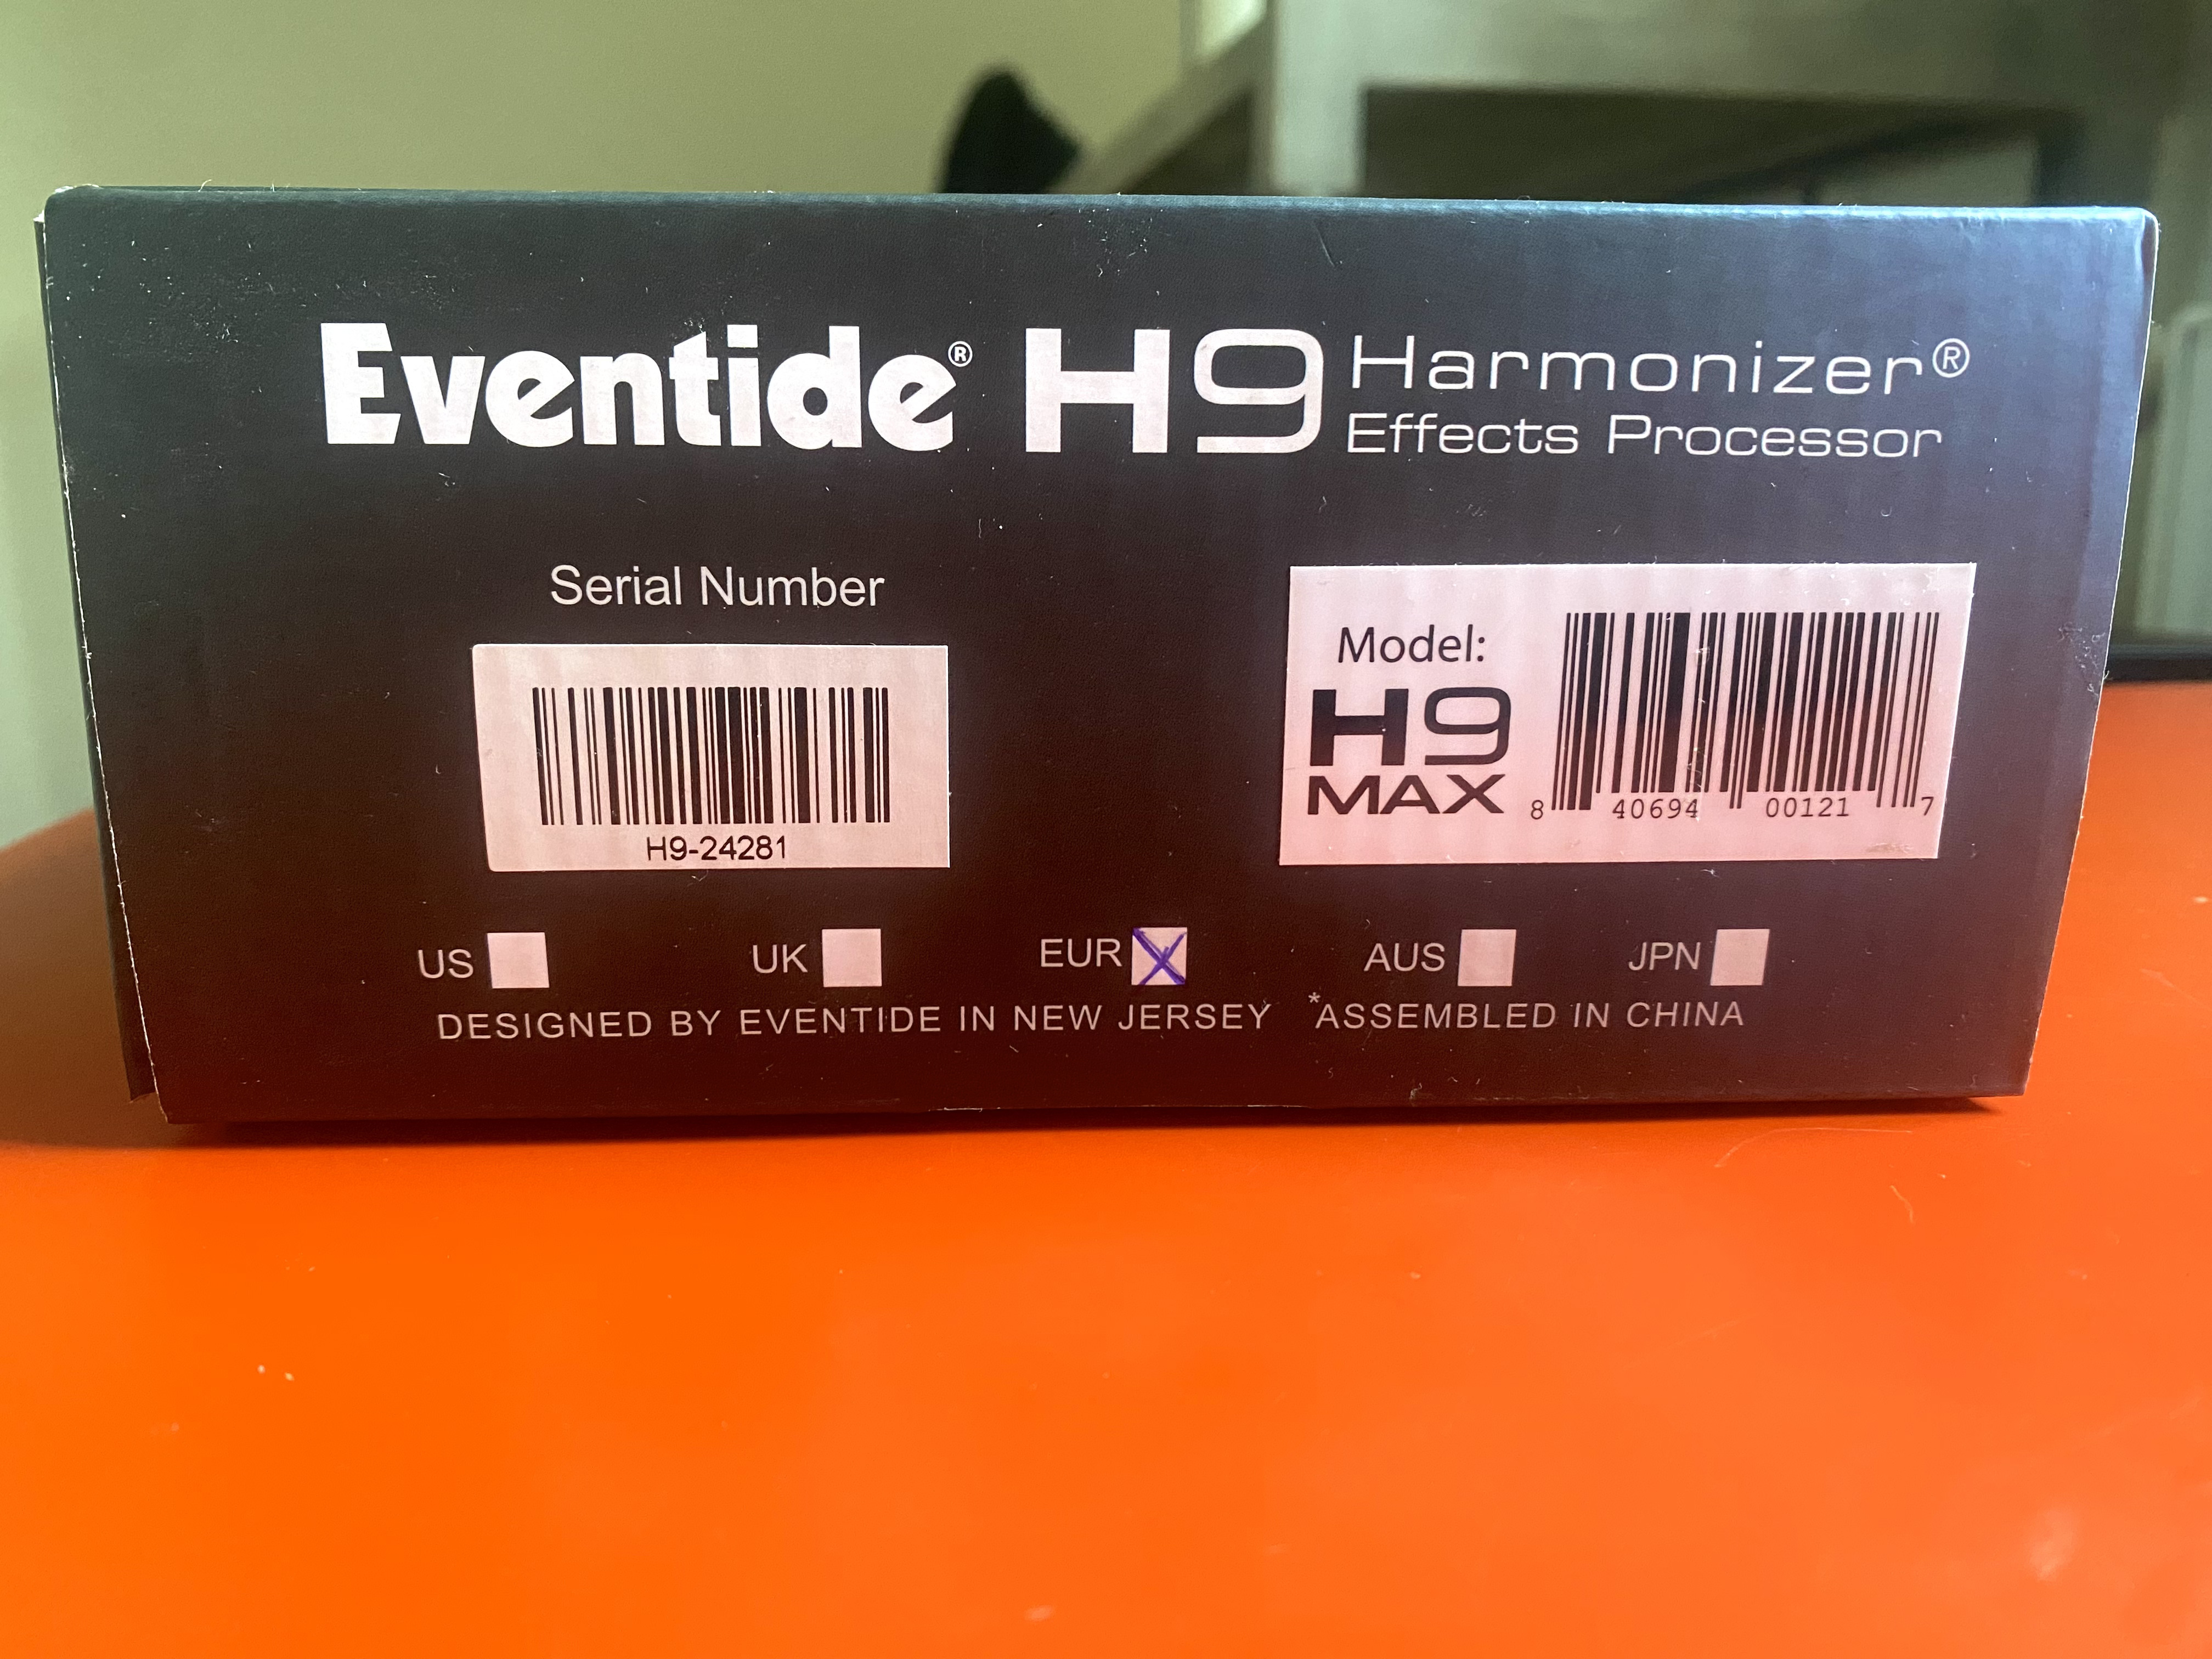 Eventide® H9 Harmonizer®
Effects Processor
Serial Number
H9-24281
Model:
H9
MAX
8 40694 00121 7
US UK EUR AUS JPN
DESIGNED BY EVENTIDE IN NEW JERSEY *ASSEMBLED IN CHINA